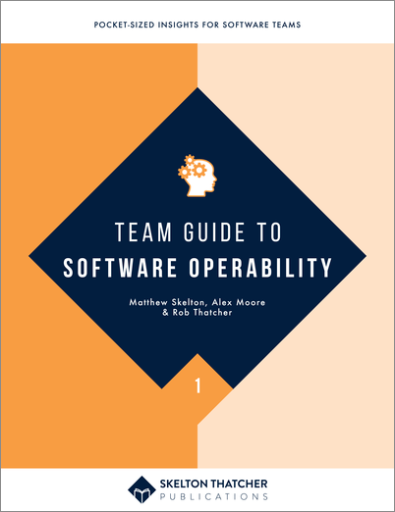 POCKET-SIZED INSIGHTS FOR SOFTWARE TEAMS
TEAM GUIDE TO
SOFTWARE OPERABILITY
Matthew Skelton, Alex Moore
& Rob Thatcher
1
SKELTON THATCHER
PUBLICATIONS